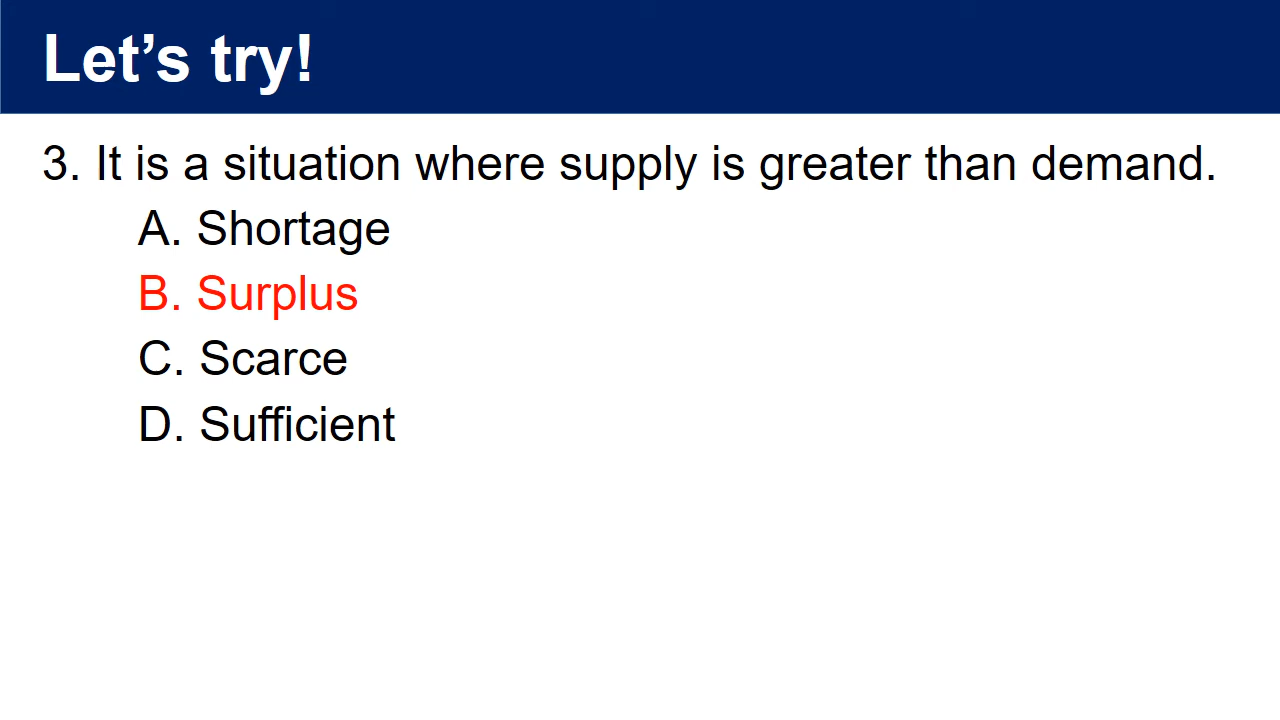 Let’s try!
3. It is a situation where supply is greater than demand.
A. Shortage
B. Surplus
C. Scarce
D. Sufficient